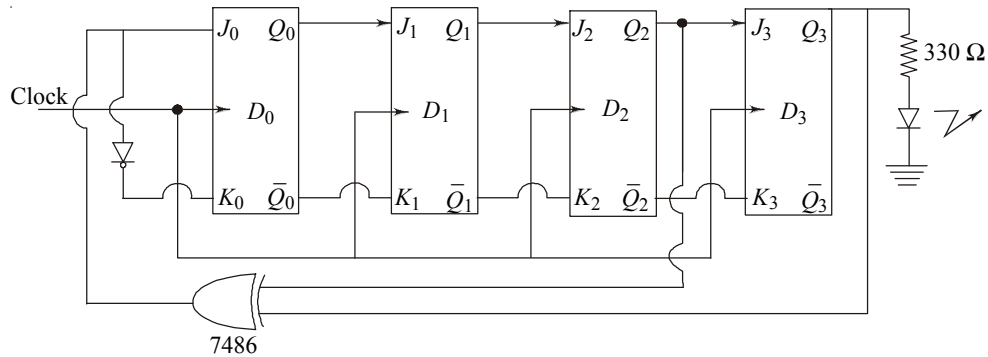 J₀ Q₀ J₁ Q₁ J₂ Q₂ J₃ Q₃
330 Ω
Clock
D₀ D₁ D₂ D₃
K₀ Q̅₀ K₁ Q̅₁ K₂ Q̅₂ K₃ Q̅₃
7486